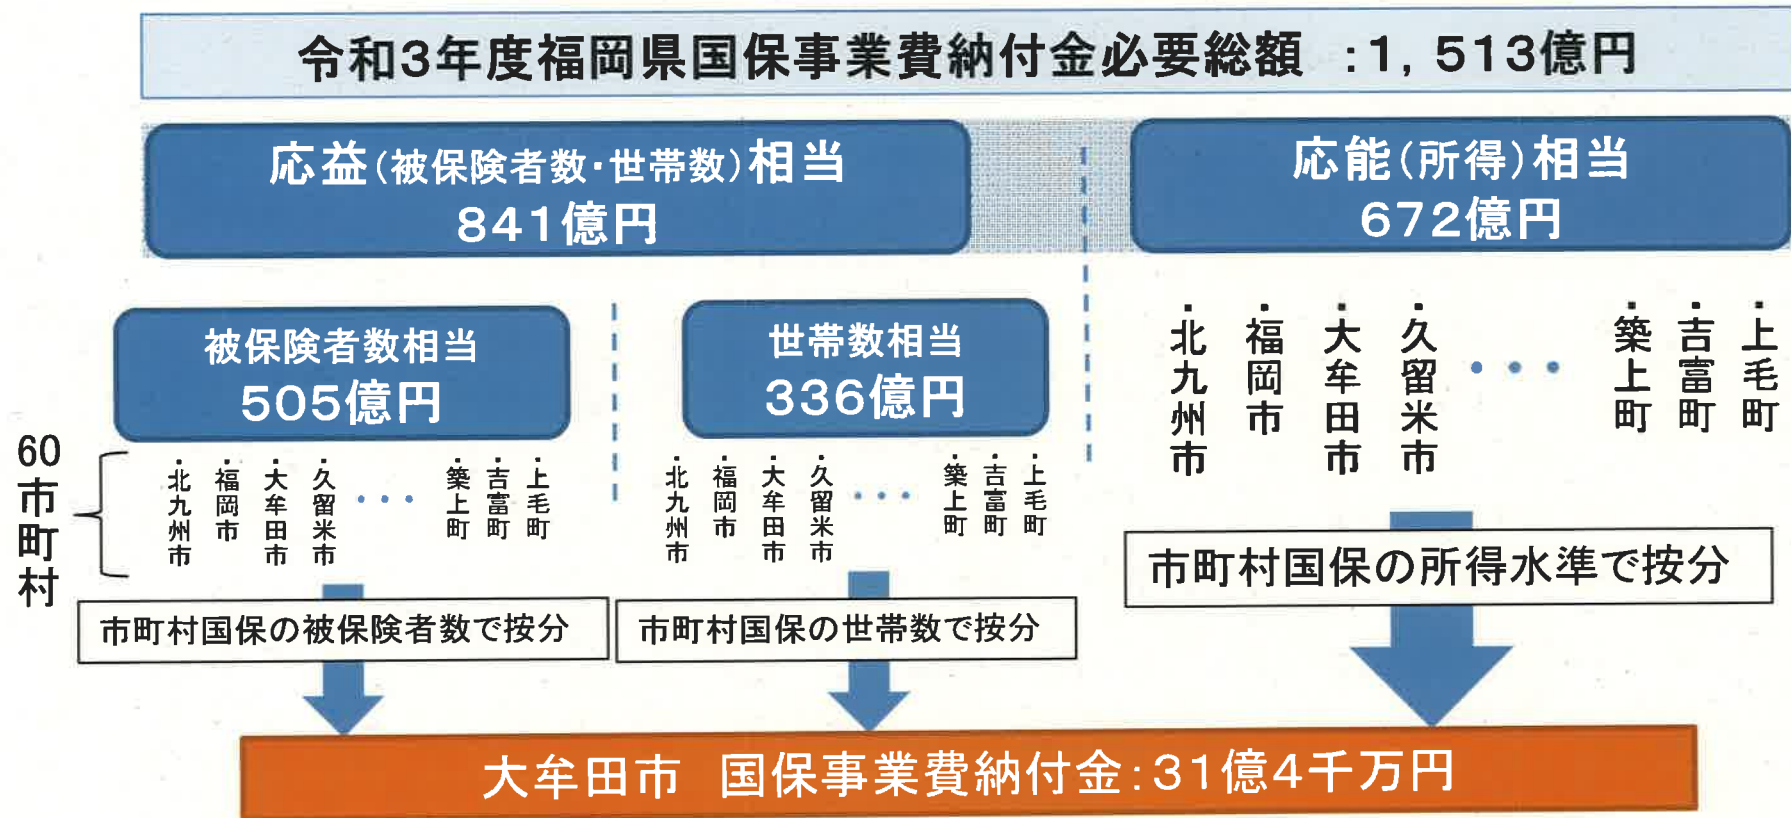 令和3年度福岡県国保事業費納付金必要総額 :1,513億円
応益(被保険者数・世帯数)相当
841億円
応能(所得)相当
672億円
被保険者数相当
505億円
世帯数相当
336億円
60市町村
・北九州市
・福岡市
・大牟田市
・久留米市
・・・
・築上町
・吉富町
・上毛町
・北九州市
・福岡市
・大牟田市
・久留米市
・・・
・築上町
・吉富町
・上毛町
・北九州市
・福岡市
・大牟田市
・久留米市
・・・
・築上町
・吉富町
・上毛町
市町村国保の被保険者数で按分
市町村国保の世帯数で按分
市町村国保の所得水準で按分
大牟田市 国保事業費納付金:31億4千万円